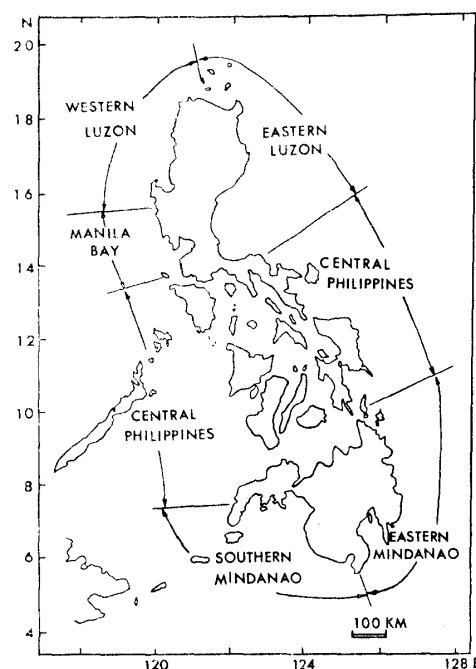 N
20
18
16
14
12
10
8
6
4
120
124
128
WESTERN
LUZON
EASTERN
LUZON
MANILA
BAY
CENTRAL
PHILIPPINES
CENTRAL
PHILIPPINES
SOUTHERN
MINDANAO
EASTERN
MINDANAO
100 KM